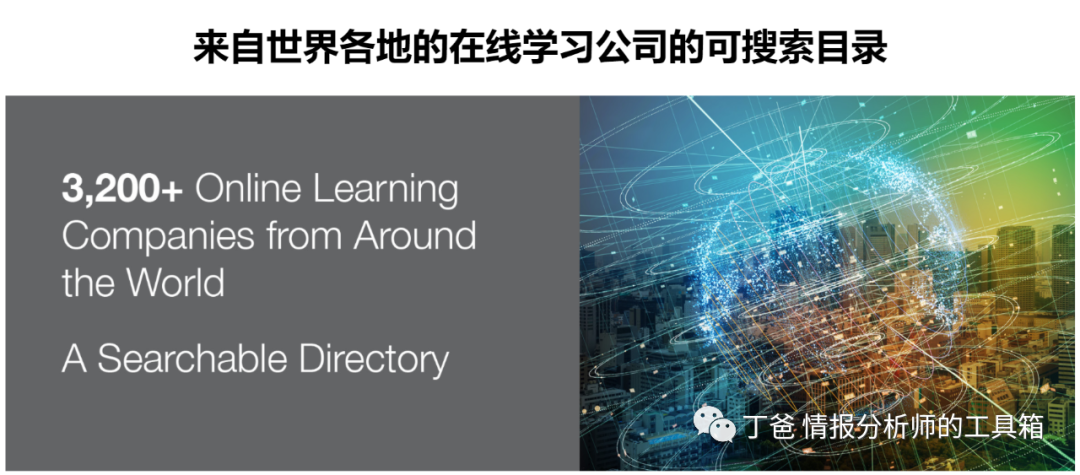 来自世界各地的在线学习公司的可搜索目录
3,200+ Online Learning
Companies from Around
the World
A Searchable Directory
丁爸 情报分析师的工具箱